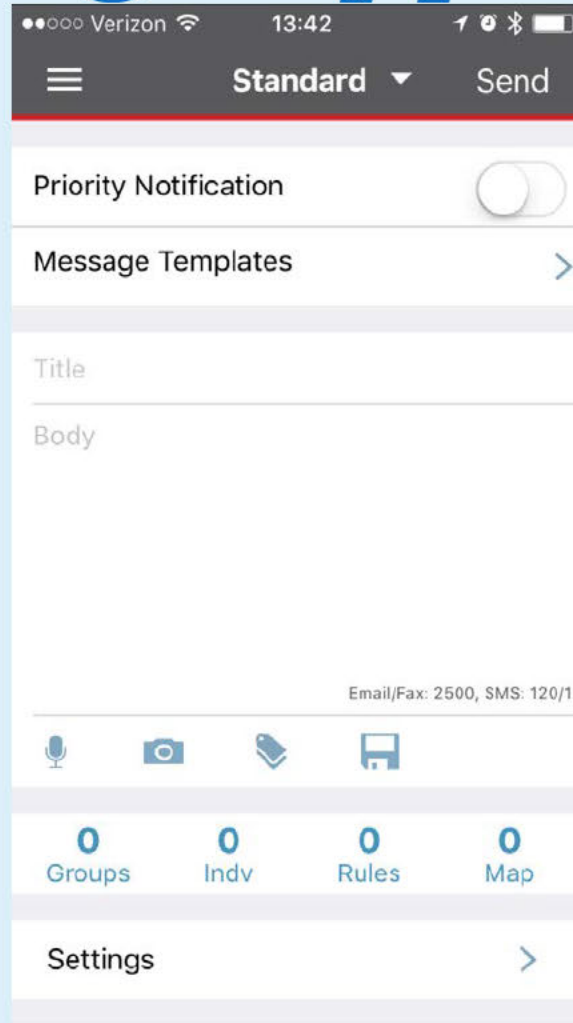 Verizon 13:42
Standard Send
Priority Notification
Message Templates
Title
Body
Email/Fax: 2500, SMS: 120/1
0 0 0 0
Groups Indv Rules Map
Settings